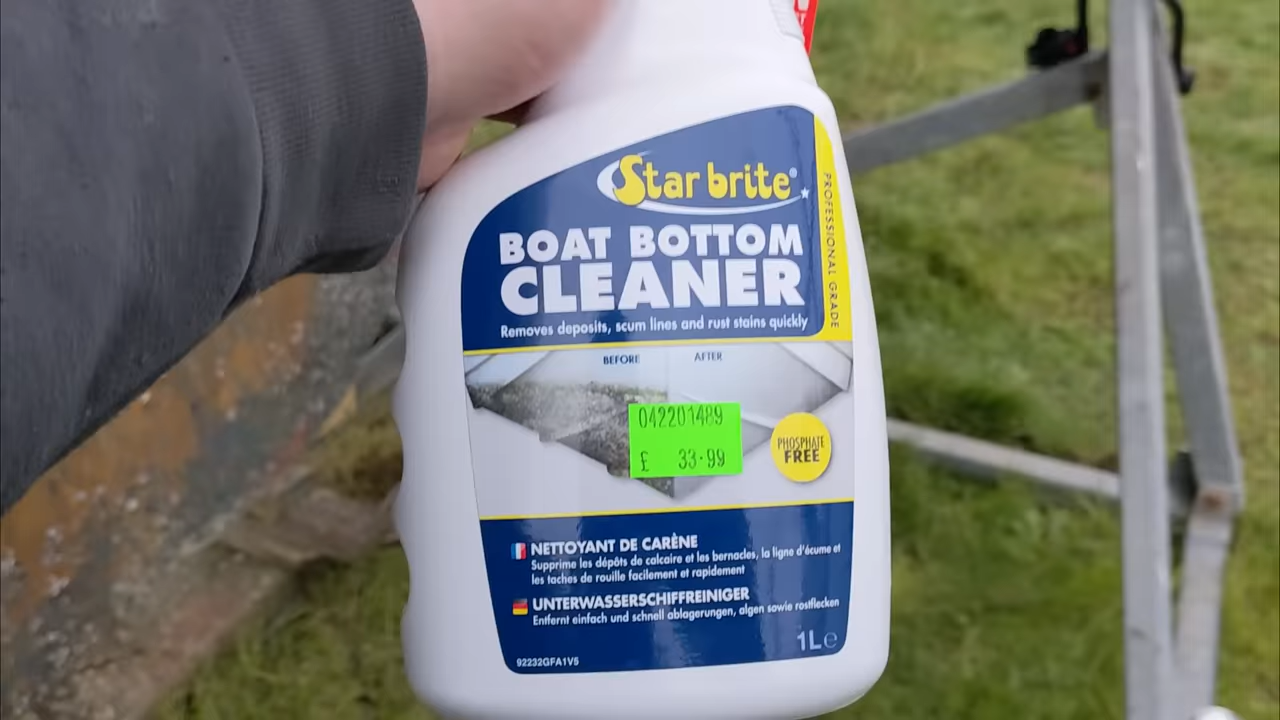 Star brite®
PROFESSIONAL GRADE
BOAT BOTTOM
CLEANER
Removes deposits, scum lines and rust stains quickly
BEFORE AFTER
042201489
£ 33.99
PHOSPHATE
FREE
NETTOYANT DE CARÈNE
Supprime les dépôts de calcaire et les bernacles, la ligne d'écume et
les taches de rouille facilement et rapidement
UNTERWASSERSCHIFFREINIGER
Entfernt einfach und schnell ablagerungen, algen sowie rostflecken
1L℮
92232GFA1V5